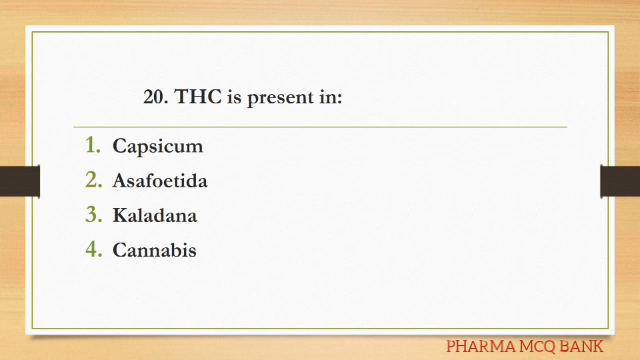 20. THC is present in:
1. Capsicum
2. Asafoetida
3. Kaladana
4. Cannabis
PHARMA MCQ BANK